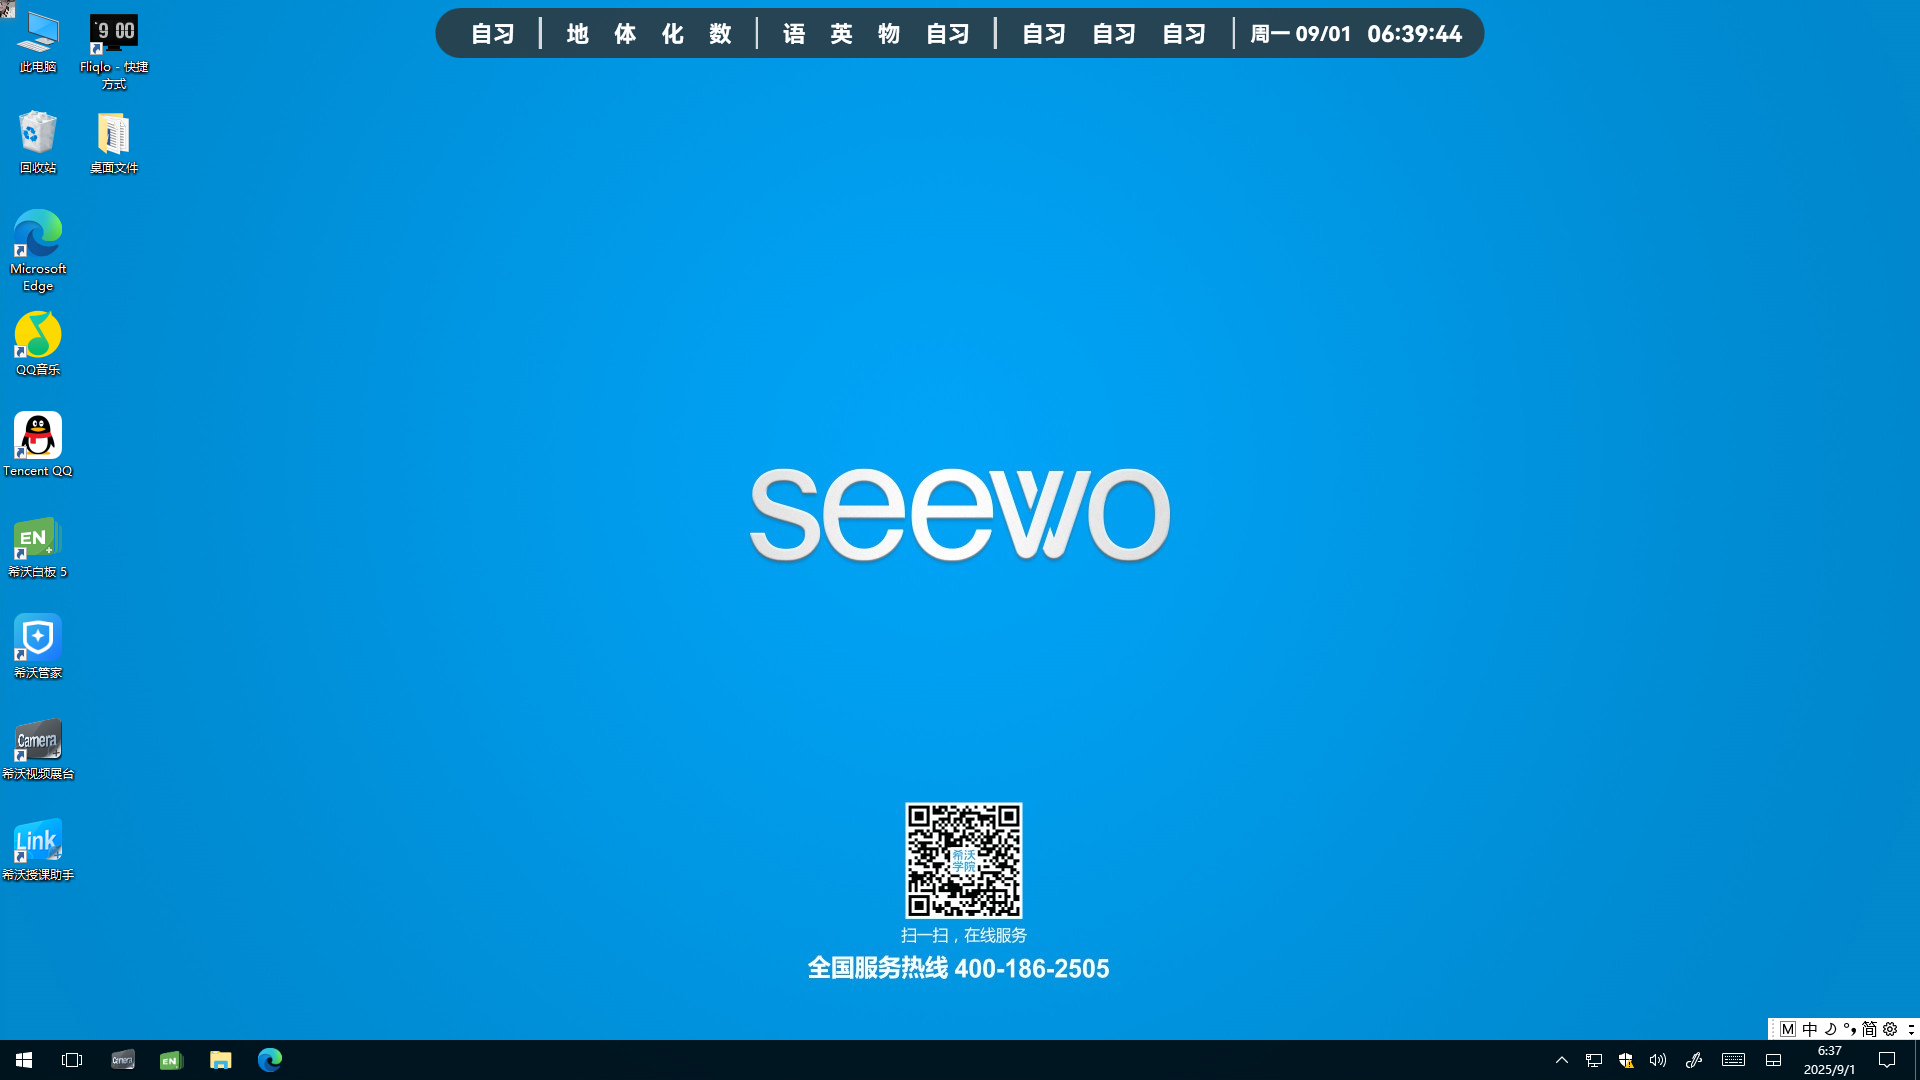 自习 | 地 体 化 数 | 语 英 物 自习 | 自习 自习 自习 | 周一 09/01 06:39:44
此电脑
9 00
Fliqlo - 快捷
方式
回收站
桌面文件
Microsoft
Edge
QQ音乐
Tencent QQ
EN
希沃白板 5
希沃管家
Camera
希沃视频展台
Link
希沃授课助手
seewo
希沃
学院
扫一扫，在线服务
全国服务热线 400-186-2505
M 中 简
Camera
EN
6:37
2025/9/1